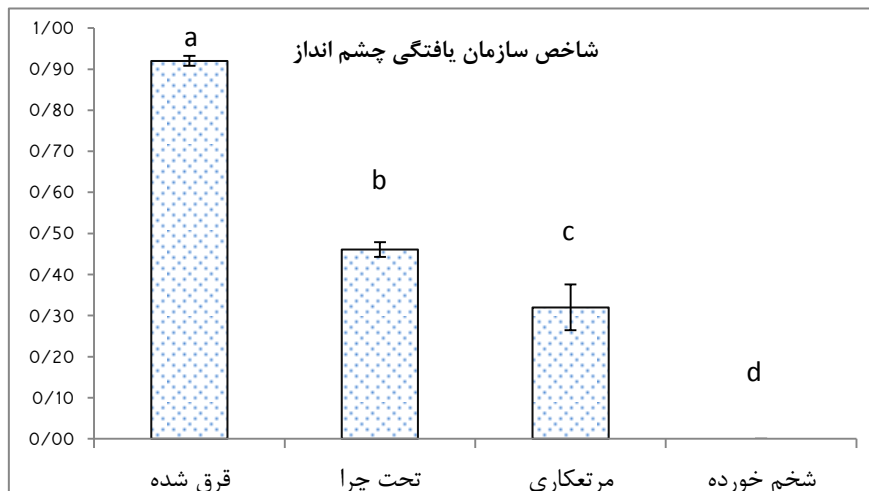 شاخص سازمان یافتگی چشم انداز
1/00
0/90
0/80
0/70
0/60
0/50
0/40
0/30
0/20
0/10
0/00
a
b
c
d
قرق شده
تحت چرا
مرتعکاری
شخم خورده